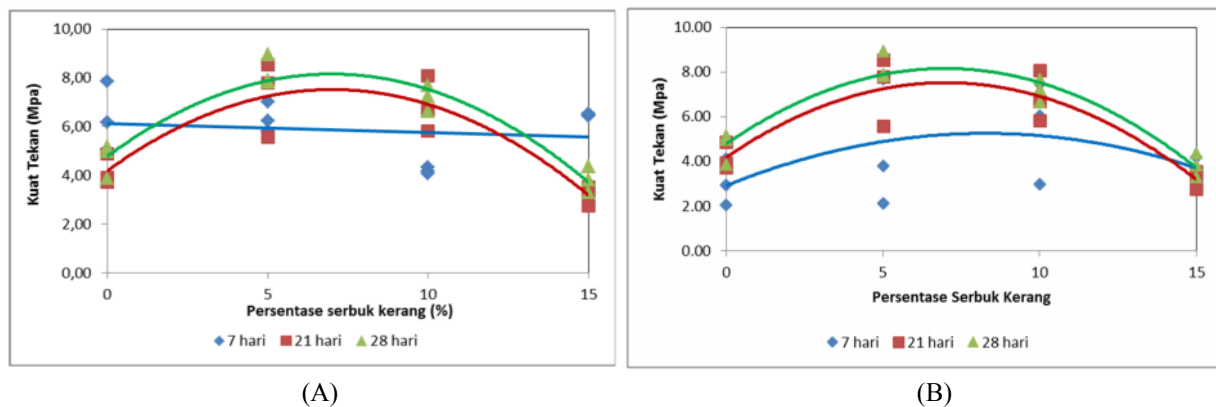 10,00
8,00
6,00
4,00
2,00
0,00
Kuat Tekan (Mpa)
0 5 10 15
Persentase serbuk kerang (%)
7 hari 21 hari 28 hari
(A)
10.00
8.00
6.00
4.00
2.00
0.00
Kuat Tekan (Mpa)
0 5 10 15
Persentase Serbuk Kerang
7 hari 21 hari 28 hari
(B)